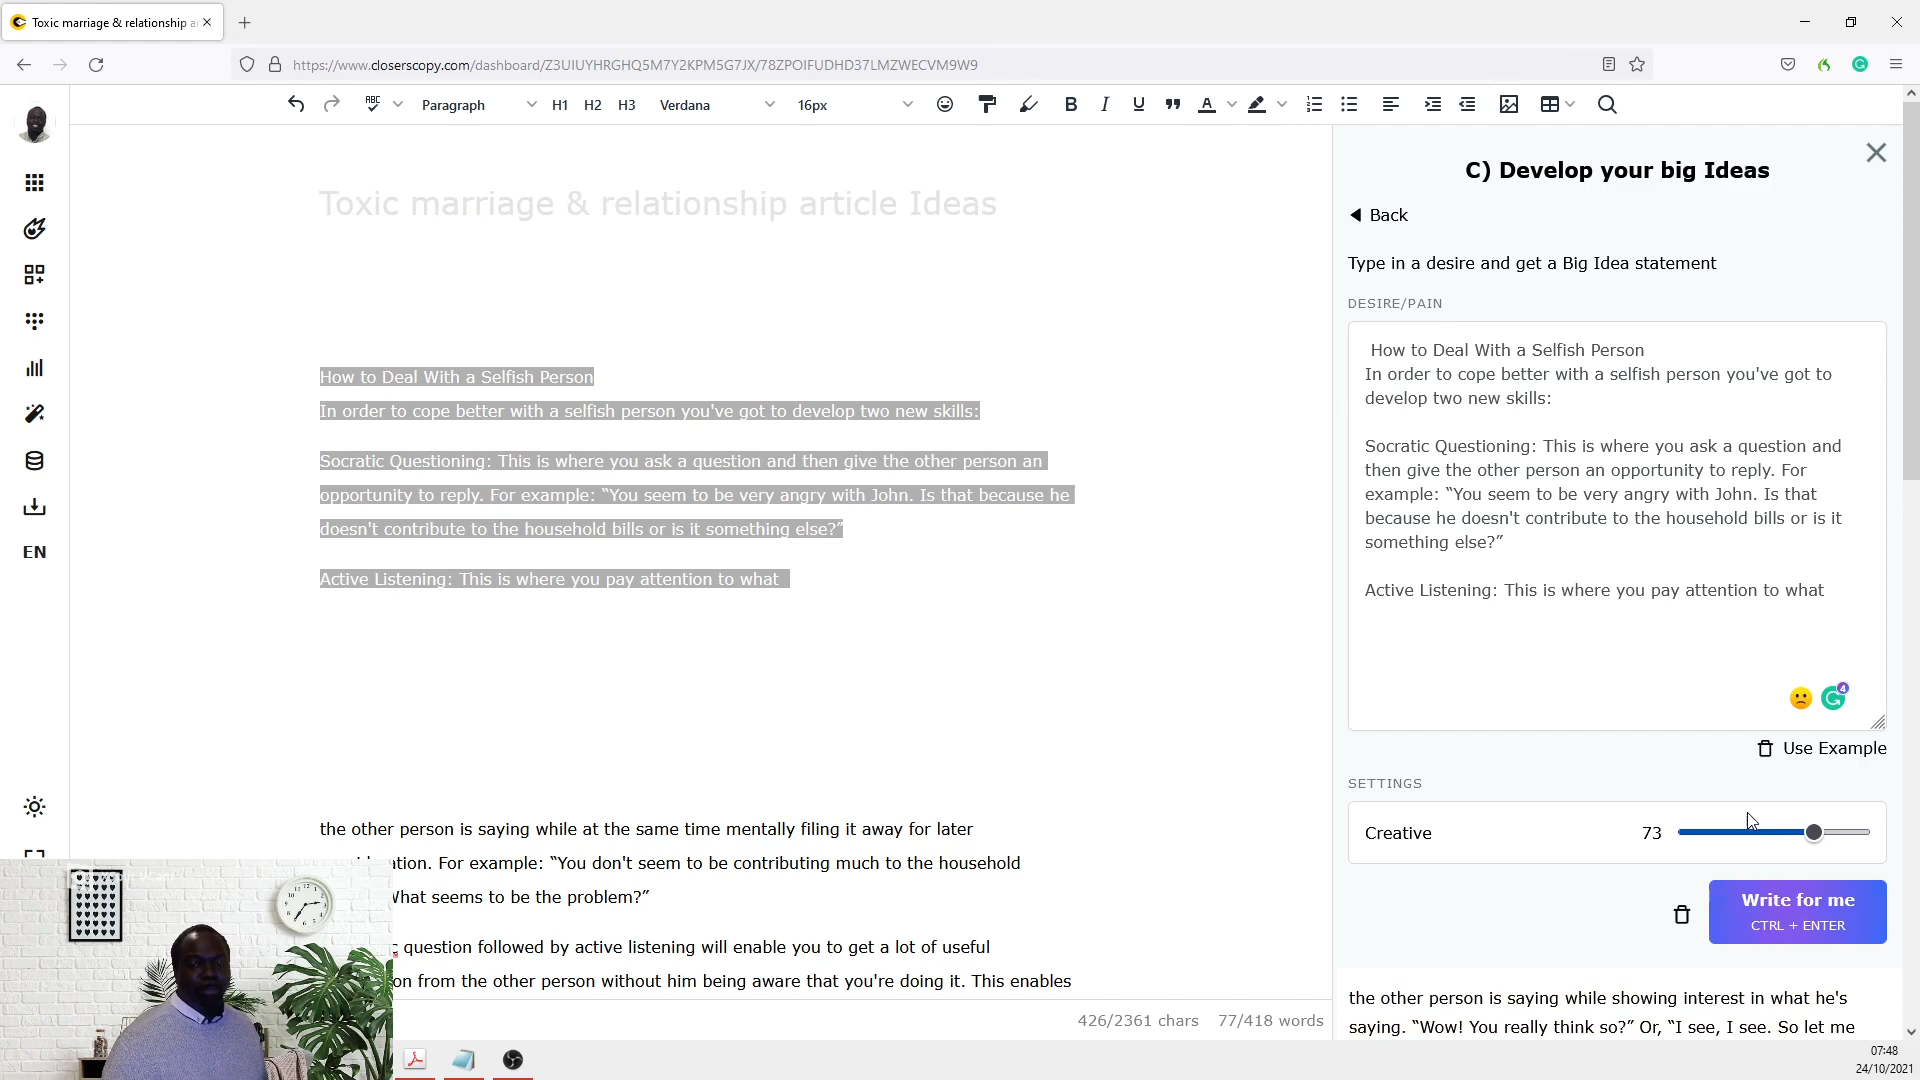 Toxic marriage & relationship ar
https://www.closerscopy.com/dashboard/Z3UIUYHRGHQ5M7Y2KPM5G7JX/78ZPOIFUDHD37LMZWECVM9W9
ABC
Paragraph
H1 H2 H3
Verdana
16px
B I U A
EN
Toxic marriage & relationship article Ideas
How to Deal With a Selfish Person
In order to cope better with a selfish person you've got to develop two new skills:
Socratic Questioning: This is where you ask a question and then give the other person an
opportunity to reply. For example: “You seem to be very angry with John. Is that because he
doesn't contribute to the household bills or is it something else?”
Active Listening: This is where you pay attention to what
the other person is saying while at the same time mentally filing it away for later
ation. For example: “You don't seem to be contributing much to the household
hat seems to be the problem?”
c question followed by active listening will enable you to get a lot of useful
on from the other person without him being aware that you're doing it. This enables
426/2361 chars 77/418 words
C) Develop your big Ideas
Back
Type in a desire and get a Big Idea statement
DESIRE/PAIN
How to Deal With a Selfish Person
In order to cope better with a selfish person you've got to
develop two new skills:
Socratic Questioning: This is where you ask a question and
then give the other person an opportunity to reply. For
example: “You seem to be very angry with John. Is that
because he doesn't contribute to the household bills or is it
something else?”
Active Listening: This is where you pay attention to what
4
Use Example
SETTINGS
Creative 73
Write for me
CTRL + ENTER
the other person is saying while showing interest in what he's
saying. “Wow! You really think so?” Or, “I see, I see. So let me
07:48
24/10/2021